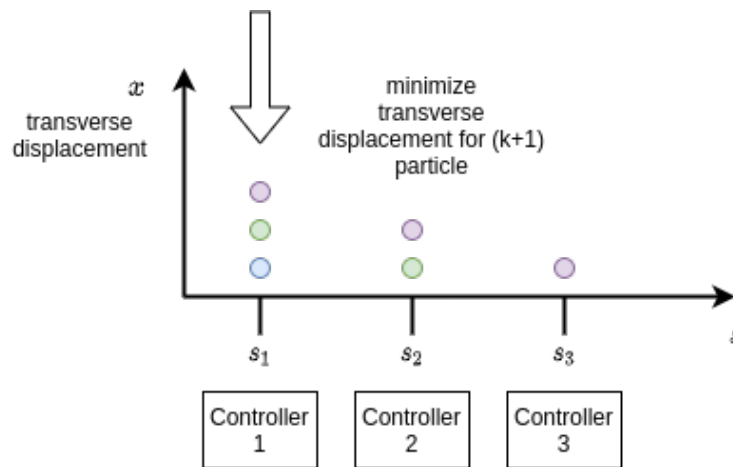 x
transverse
displacement
minimize
transverse
displacement for (k+1)
particle
s₁
s₂
s₃
Controller
1
Controller
2
Controller
3